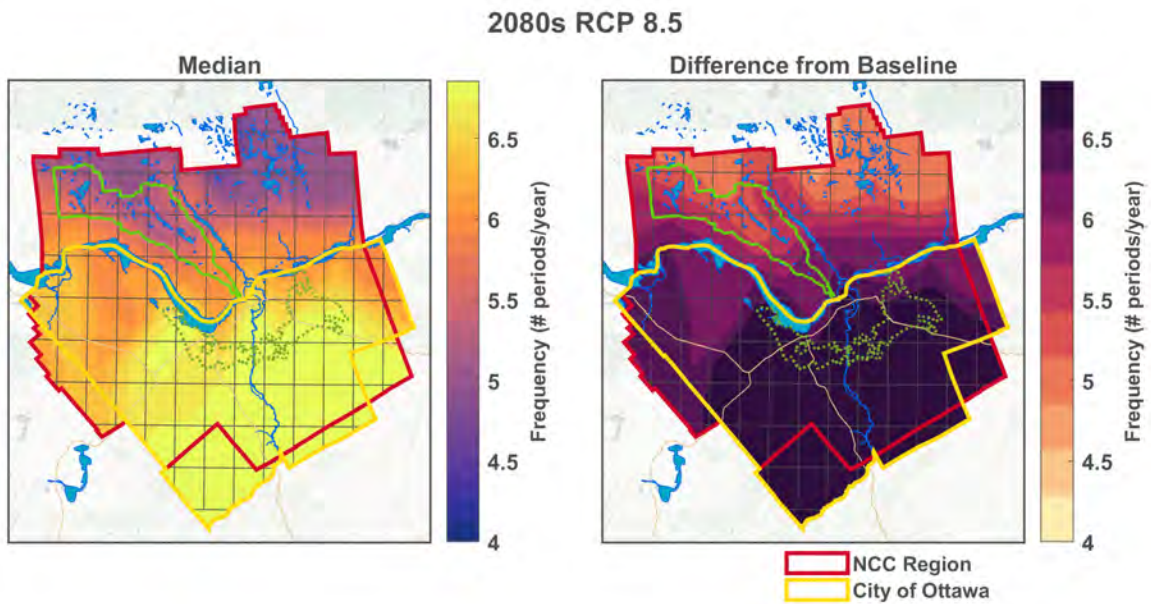 2080s RCP 8.5
Median
Difference from Baseline
6.5
6
5.5
5
4.5
4
Frequency (# periods/year)
6.5
6
5.5
5
4.5
4
Frequency (# periods/year)
NCC Region
City of Ottawa